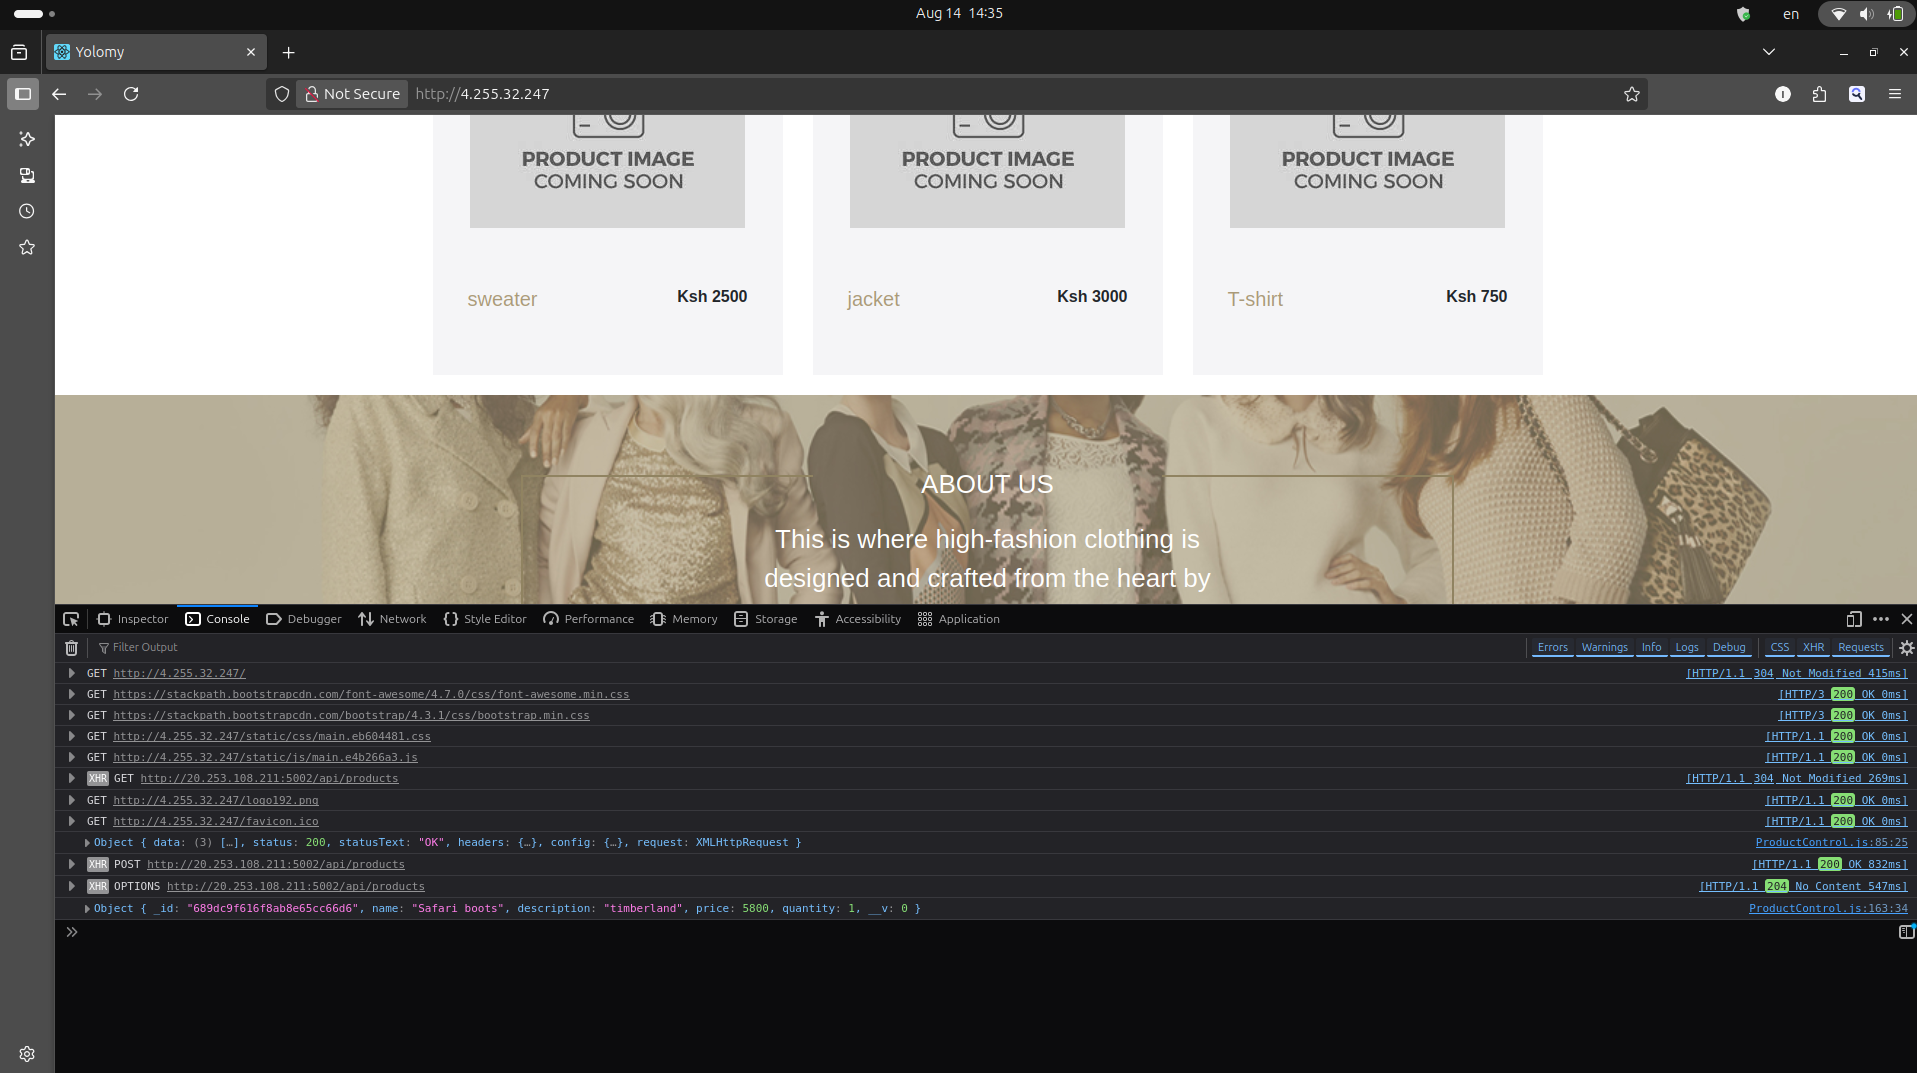 Aug 14 14:35
en
Yolomy
Not Secure
http://4.255.32.247
PRODUCT IMAGE
COMING SOON
PRODUCT IMAGE
COMING SOON
PRODUCT IMAGE
COMING SOON
sweater Ksh 2500
jacket Ksh 3000
T-shirt Ksh 750
ABOUT US
This is where high-fashion clothing is
designed and crafted from the heart by
Inspector Console Debugger Network Style Editor Performance Memory Storage Accessibility Application
Filter Output Errors Warnings Info Logs Debug CSS XHR Requests
GET http://4.255.32.247/ [HTTP/1.1 304 Not Modified 415ms]
GET https://stackpath.bootstrapcdn.com/font-awesome/4.7.0/css/font-awesome.min.css [HTTP/3 200 OK 0ms]
GET https://stackpath.bootstrapcdn.com/bootstrap/4.3.1/css/bootstrap.min.css [HTTP/3 200 OK 0ms]
GET http://4.255.32.247/static/css/main.eb604481.css [HTTP/1.1 200 OK 0ms]
GET http://4.255.32.247/static/js/main.e4b266a3.js [HTTP/1.1 200 OK 0ms]
XHR GET http://20.253.108.211:5002/api/products [HTTP/1.1 304 Not Modified 269ms]
GET http://4.255.32.247/logo192.png [HTTP/1.1 200 OK 0ms]
GET http://4.255.32.247/favicon.ico [HTTP/1.1 200 OK 0ms]
Object { data: (3) […], status: 200, statusText: "OK", headers: {…}, config: {…}, request: XMLHttpRequest } ProductControl.js:85:25
XHR POST http://20.253.108.211:5002/api/products [HTTP/1.1 200 OK 832ms]
XHR OPTIONS http://20.253.108.211:5002/api/products [HTTP/1.1 204 No Content 547ms]
Object { _id: "689dc9f616f8ab8e65cc66d6", name: "Safari boots", description: "timberland", price: 5800, quantity: 1, __v: 0 } ProductControl.js:163:34